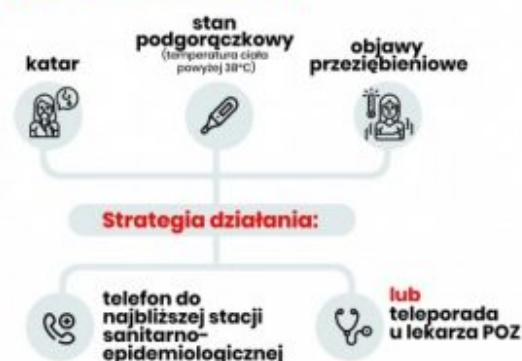 katar
stan
podgorączkowy
(temperatura ciała
powyżej 38°C)
objawy
przeziębieniowe
Strategia działania:
telefon do
najbliższej stacji
sanitarno-
epidemiologicznej
lub
teleporada
u lekarza POZ